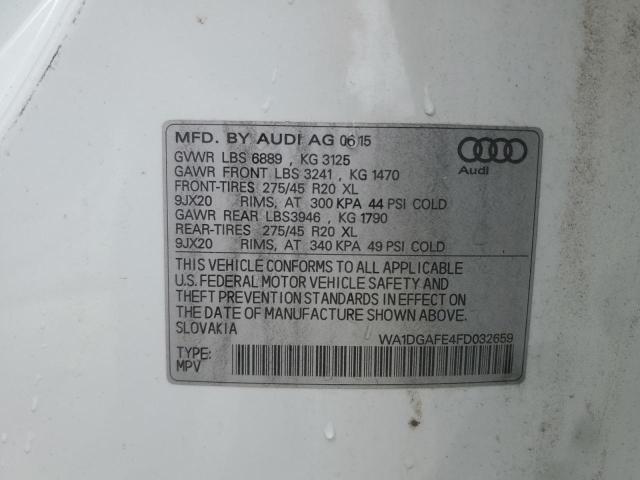 MFD. BY AUDI AG 06 15
Audi
GVWR LBS 6889 , KG 3125
GAWR FRONT LBS 3241 , KG 1470
FRONT-TIRES 275/45 R20 XL
9JX20 RIMS, AT 300 KPA 44 PSI COLD
GAWR REAR LBS3946 , KG 1790
REAR-TIRES 275/45 R20 XL
9JX20 RIMS, AT 340 KPA 49 PSI COLD
THIS VEHICLE CONFORMS TO ALL APPLICABLE
U.S. FEDERAL MOTOR VEHICLE SAFETY AND
THEFT PREVENTION STANDARDS IN EFFECT ON
THE DATE OF MANUFACTURE SHOWN ABOVE.
SLOVAKIA
WA1DGAFE4FD032659
TYPE:
MPV